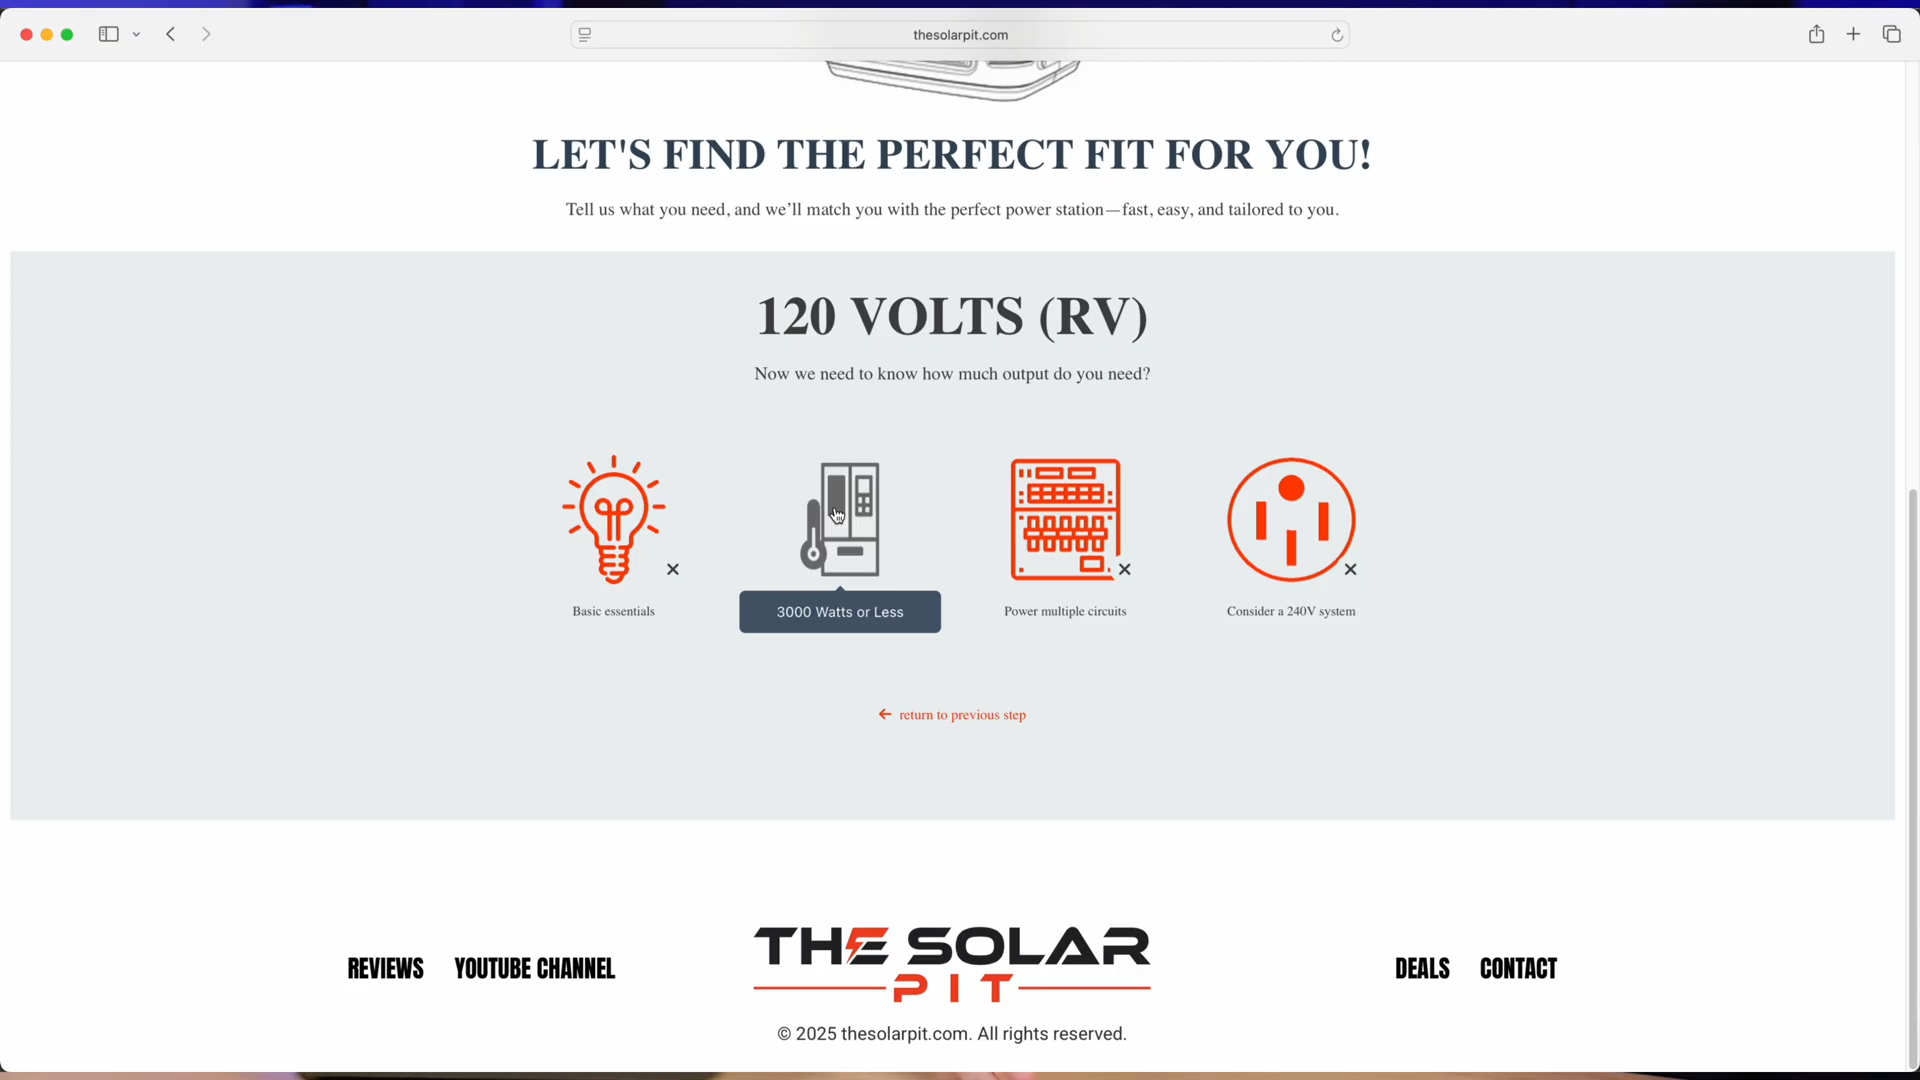 thesolarpit.com
LET'S FIND THE PERFECT FIT FOR YOU!
Tell us what you need, and we’ll match you with the perfect power station—fast, easy, and tailored to you.
120 VOLTS (RV)
Now we need to know how much output do you need?
Basic essentials
3000 Watts or Less
Power multiple circuits
Consider a 240V system
← return to previous step
REVIEWS
YOUTUBE CHANNEL
THE SOLAR
PIT
DEALS
CONTACT
© 2025 thesolarpit.com. All rights reserved.